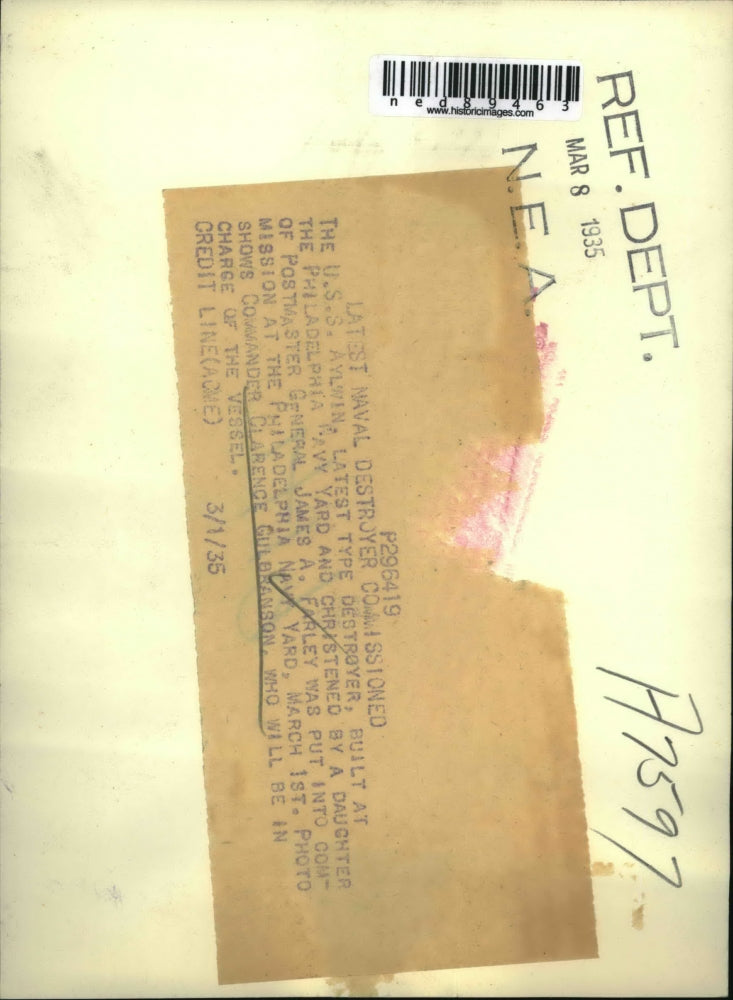 ned89463
www.historicimages.com
REF. DEPT.
MAR 8 1935
N. E. A.
H7597
P296419
LATEST NAVAL DESTROYER COMMISSIONED
THE U.S.S. AYLWIN, LATEST TYPE DESTROYER, BUILT AT
THE PHILADELPHIA NAVY YARD AND CHRISTENED BY A DAUGHTER
OF POSTMASTER GENERAL JAMES A. FARLEY WAS PUT INTO COM-
MISSION AT THE PHILADELPHIA NAVY YARD, MARCH 1ST. PHOTO
SHOWS COMMANDER CLARENCE GULBRANSON, WHO WILL BE IN
CHARGE OF THE VESSEL.
CREDIT LINE(ACME) 3/1/35